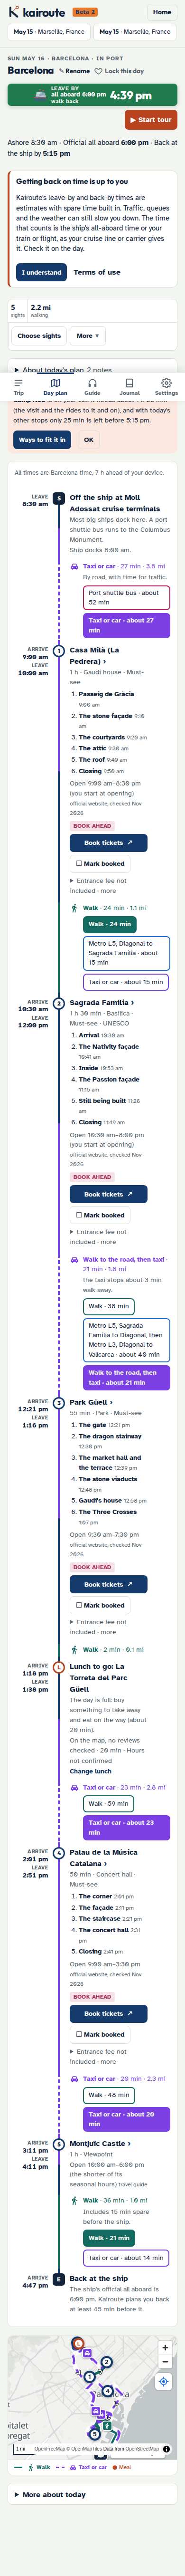 kairoute Beta 2 Home
May 15 · Marseille, France May 15 · Marseille, France
SUN MAY 16 · BARCELONA · IN PORT
Barcelona Rename Lock this day
LEAVE BY
all aboard 6:00 pm
walk back
4:39 pm
Start tour
Ashore 8:30 am · Official all aboard 6:00 pm · Back at
the ship by 5:15 pm
Getting back on time is up to you
Kairoute's leave-by and back-by times are
estimates with spare time built in. Traffic, queues
and the weather can still slow you down. The time
that counts is the ship's all-aboard time or your
train or flight, as your cruise line or carrier gives
it. Check it on the day.
I understand Terms of use
5
sights
2.2 mi
walking
Choose sights More ▾
▶ About today's plan 2 notes
Trip Day plan Guide Journal Settings
(the visit and the rides to it and on), and with today's
other stops only 25 min is left before 5:15 pm.
Ways to fit it in OK
All times are Barcelona time, 7 h ahead of your device.
LEAVE
8:30 am
S
Off the ship at Moll
Adossat cruise terminals
Most big ships dock here. A port
shuttle bus runs to the Columbus
Monument.
Ship docks 8:00 am.
Taxi or car · 27 min · 3.8 mi
By road, with time for traffic.
Port shuttle bus · about
52 min
Taxi or car · about 27
min
ARRIVE
9:00 am
LEAVE
10:00 am
1
Casa Milà (La
Pedrera) ›
1 h · Gaudí house · Must-
see
1. Passeig de Gràcia
9:00 am
2. The stone façade 9:10
am
3. The courtyards 9:20 am
4. The attic 9:30 am
5. The roof 9:40 am
6. Closing 9:50 am
Open 9:00 am–8:30 pm
(you start at opening)
official website, checked Nov
2026
BOOK AHEAD
Book tickets ↗
☐ Mark booked
▶ Entrance fee not
included · more
Walk · 24 min · 1.1 mi
Walk · 24 min
Metro L5, Diagonal to
Sagrada Família · about
15 min
Taxi or car · about 15 min
ARRIVE
10:30 am
LEAVE
12:00 pm
2
Sagrada Família ›
1 h 30 min · Basilica ·
Must-see · UNESCO
1. Arrival 10:30 am
2. The Nativity façade
10:41 am
3. Inside 10:53 am
4. The Passion façade
11:15 am
5. Still being built 11:26
am
6. Closing 11:49 am
Open 10:30 am–8:00 pm
(you start at opening)
official website, checked Nov
2026
BOOK AHEAD
Book tickets ↗
☐ Mark booked
▶ Entrance fee not
included · more
Walk to the road, then taxi ·
21 min · 1.8 mi
the taxi stops about 3 min
walk away.
Walk · 38 min
Metro L5, Sagrada
Família to Diagonal, then
Metro L3, Diagonal to
Vallcarca · about 40 min
Walk to the road, then
taxi · about 21 min
ARRIVE
12:21 pm
LEAVE
1:16 pm
3
Park Güell ›
55 min · Park · Must-see
1. The gate 12:21 pm
2. The dragon stairway
12:30 pm
3. The market hall and
the terrace 12:39 pm
4. The stone viaducts
12:48 pm
5. Gaudí's house 12:58 pm
6. The Three Crosses
1:07 pm
Open 9:30 am–7:30 pm
official website, checked Nov
2026
BOOK AHEAD
Book tickets ↗
☐ Mark booked
▶ Entrance fee not
included · more
Walk · 2 min · 0.1 mi
ARRIVE
1:18 pm
LEAVE
1:38 pm
L
Lunch to go: La
Torreta del Parc
Güell
The day is full: buy
something to take away
and eat on the way (about
20 min).
On the map, no reviews
checked · 20 min · Hours
not confirmed
Change lunch
Taxi or car · 23 min · 2.8 mi
Walk · 59 min
Taxi or car · about 23
min
ARRIVE
2:01 pm
LEAVE
2:51 pm
4
Palau de la Música
Catalana ›
50 min · Concert hall ·
Must-see
1. The corner 2:01 pm
2. The façade 2:11 pm
3. The staircase 2:21 pm
4. The concert hall 2:31
pm
5. Closing 2:41 pm
Open 9:00 am–3:30 pm
official website, checked Nov
2026
BOOK AHEAD
Book tickets ↗
☐ Mark booked
▶ Entrance fee not
included · more
Taxi or car · 20 min · 2.3 mi
Walk · 48 min
Taxi or car · about 20
min
ARRIVE
3:11 pm
LEAVE
4:11 pm
5
Montjuïc Castle ›
1 h · Viewpoint
Open 10:00 am–6:00 pm
(the shorter of its
seasonal hours) travel guide
Walk · 36 min · 1.0 mi
Includes 15 min spare
before the ship.
Walk · 21 min
Taxi or car · about 14 min
ARRIVE
4:47 pm
E
Back at the ship
The ship's official all aboard is
6:00 pm. Kairoute plans you back
at least 45 min before it.
L
2
1
4
5
+
−
italet
bregat
1 mi
OpenFreeMap © OpenMapTiles Data from OpenStreetMap
Walk Taxi or car Meal
▶ More about today